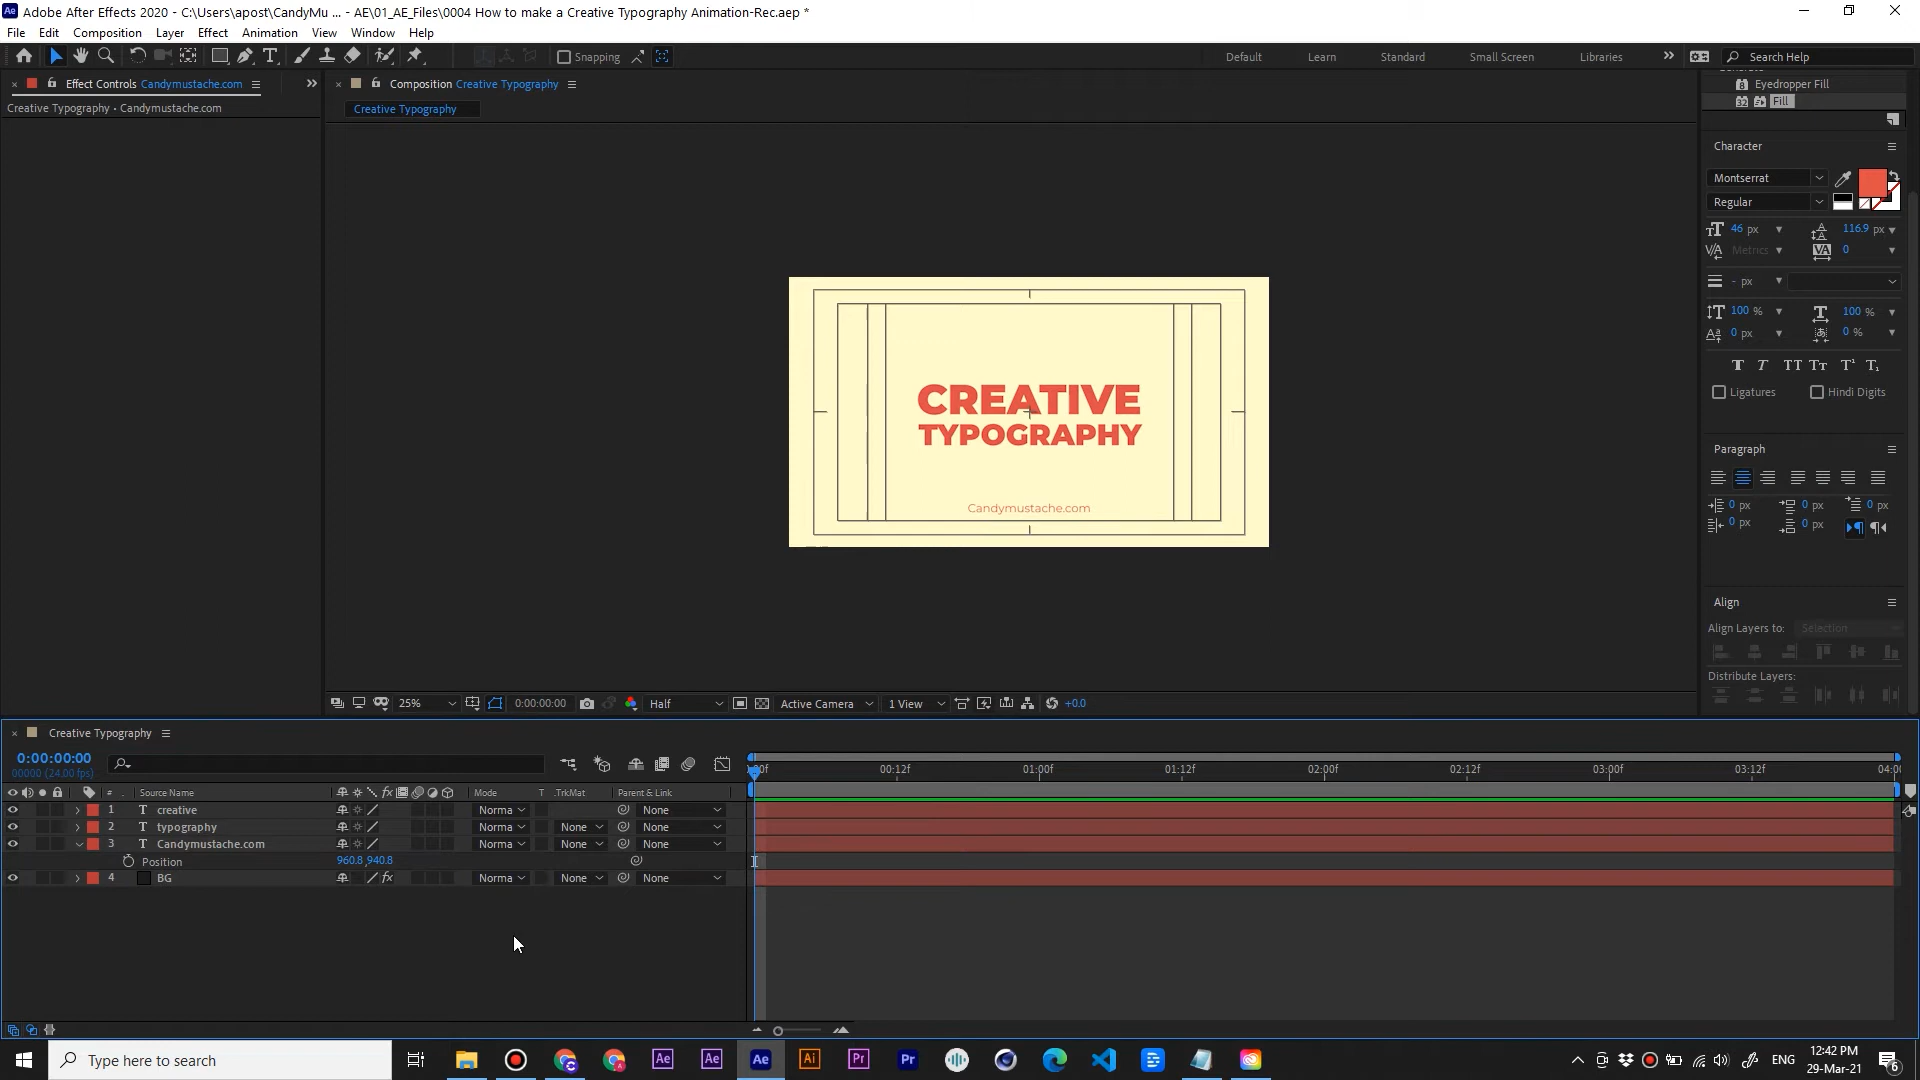 Adobe After Effects 2020 - C:\Users\apost\CandyMu ... - AE\01_AE_Files\0004 How to make a Creative Typography Animation-Rec.aep *
File Edit Composition Layer Effect Animation View Window Help
Snapping Default Learn Standard Small Screen Libraries Search Help
Effect Controls Candymustache.com
Composition Creative Typography
Creative Typography • Candymustache.com
Creative Typography
Eyedropper Fill
Fill
Character
Montserrat
Regular
46 px 116.9 px
Metrics 0
- px
100 % 100 %
0 px 0 %
Ligatures Hindi Digits
Paragraph
0 px 0 px 0 px
0 px 0 px
Align
Align Layers to: Selection
Distribute Layers:
CREATIVE
TYPOGRAPHY
Candymustache.com
25% 0:00:00:00 Half Active Camera 1 View +0.0
Creative Typography
0:00:00:00
00000 (24.00 fps)
00:12f 01:00f 01:12f 02:00f 02:12f 03:00f 03:12f
# Source Name Mode T .TrkMat Parent & Link
1 T creative Norma None
2 T typography Norma None None
3 T Candymustache.com Norma None None
Position 960.8,940.8
4 BG Norma None None
Type here to search
ENG
12:42 PM
29-Mar-21
6